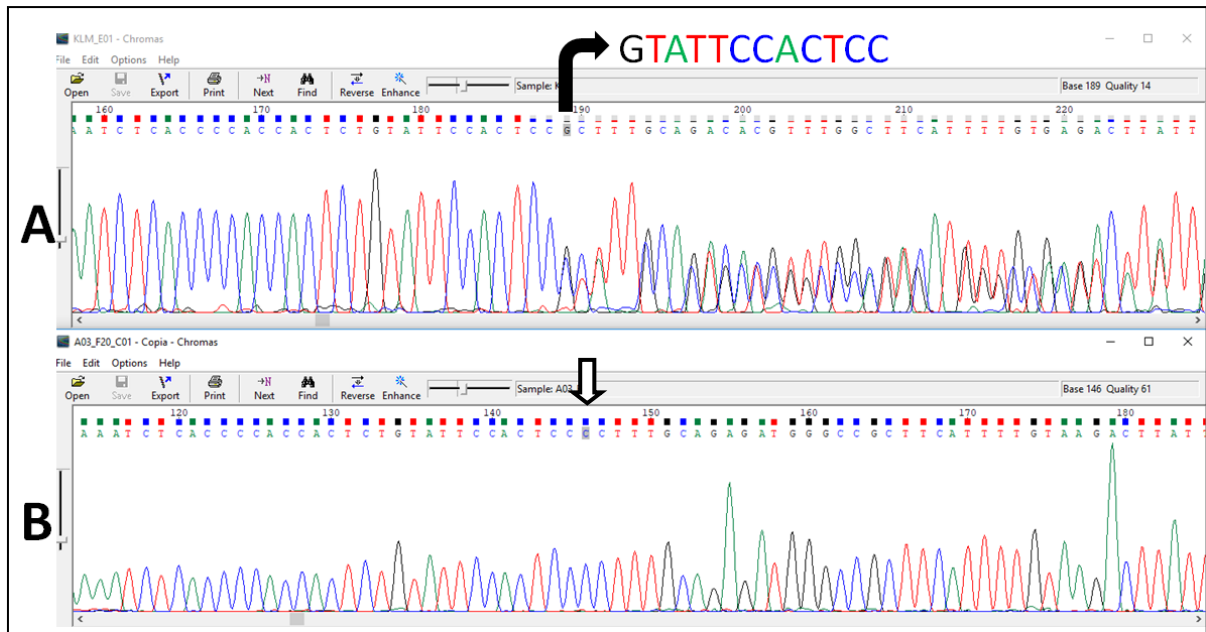 GTATTCCACTCC
KLM_E01 - Chromas
File Edit Options Help
Open Save Export Print Next Find Reverse Enhance Sample: Base 189 Quality 14
160 170 180 190 200 210 220
A A T C T C A C C C C A C C A C T C T G T A T T C C A C T C C G C T T T G C A G A C A C G T T T G G C T T C A T T T T G T G A G A C T T A T T
A
A03_F20_C01 - Copia - Chromas
File Edit Options Help
Open Save Export Print Next Find Reverse Enhance Sample: A03 Base 146 Quality 61
120 130 140 150 160 170 180
A A A T C T C A C C C C A C C A C T C T G T A T T C C A C T C C C C T T T G C A G A G A T G G G C C G C T T C A T T T T G T A A G A C T T A T T
B